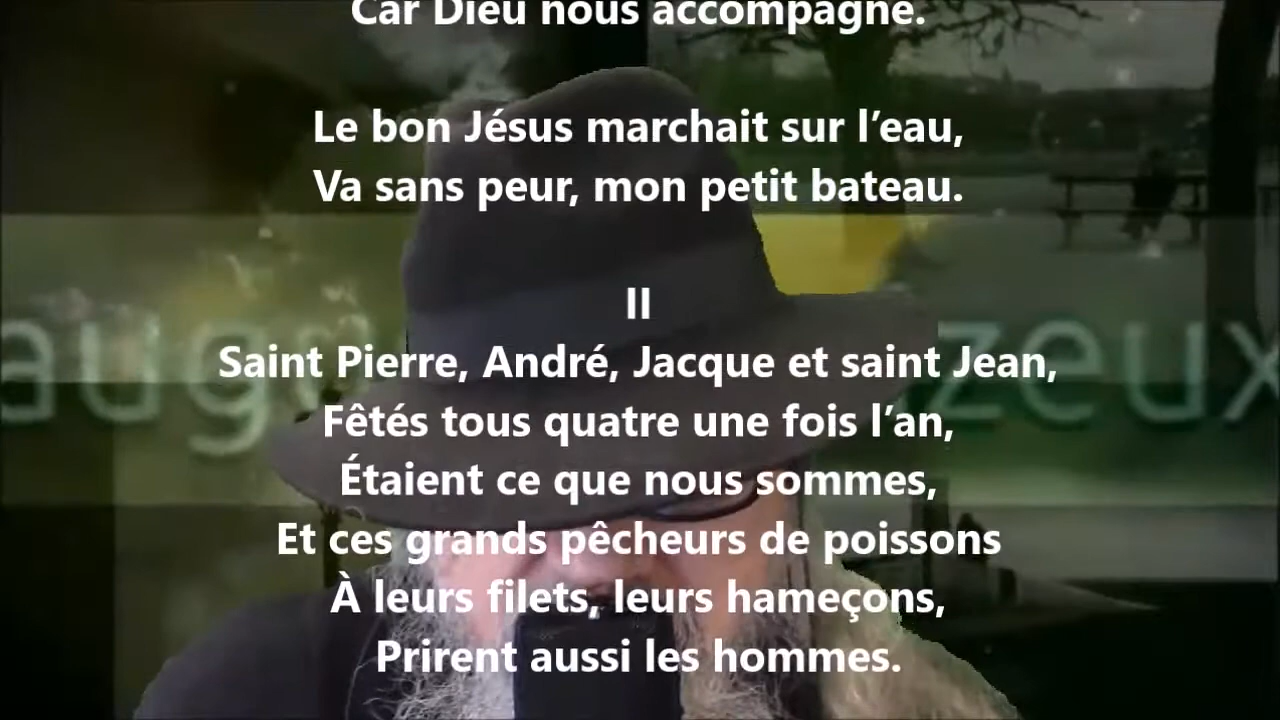 Car Dieu nous accompagne.
Le bon Jésus marchait sur l’eau,
Va sans peur, mon petit bateau.
II
Saint Pierre, André, Jacque et saint Jean,
Fêtés tous quatre une fois l’an,
Étaient ce que nous sommes,
Et ces grands pêcheurs de poissons
À leurs filets, leurs hameçons,
Prirent aussi les hommes.